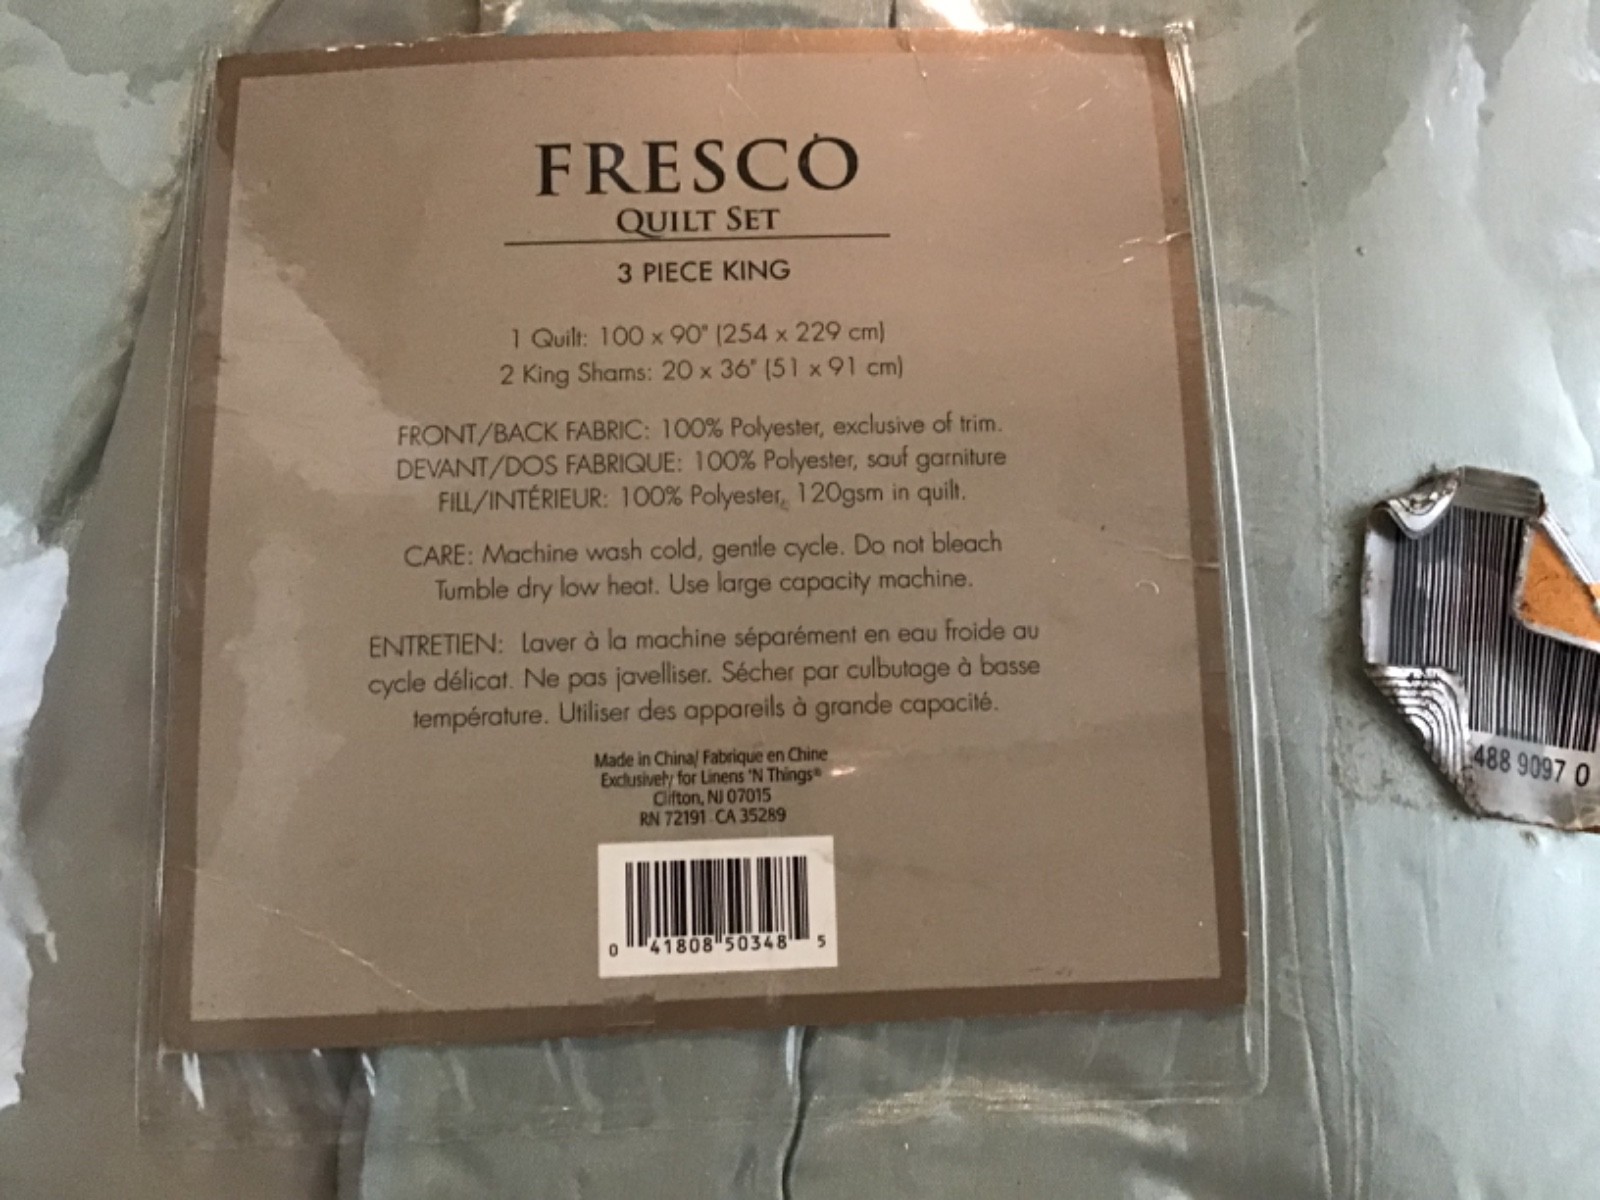 FRESCO
QUILT SET
3 PIECE KING
1 Quilt: 100 x 90" (254 x 229 cm)
2 King Shams: 20 x 36" (51 x 91 cm)
FRONT/BACK FABRIC: 100% Polyester, exclusive of trim.
DEVANT/DOS FABRIQUE: 100% Polyester, sauf garniture
FILL/INTÉRIEUR: 100% Polyester, 120gsm in quilt.
CARE: Machine wash cold, gentle cycle. Do not bleach
Tumble dry low heat. Use large capacity machine.
ENTRETIEN: Laver à la machine séparément en eau froide au
cycle délicat. Ne pas javelliser. Sécher par culbutage à basse
température. Utiliser des appareils à grande capacité.
Made in China/ Fabrique en Chine
Exclusively for Linens 'N Things®
Clifton, NJ 07015
RN 72191 CA 35289
0 41808 50348 5
488 9097 0